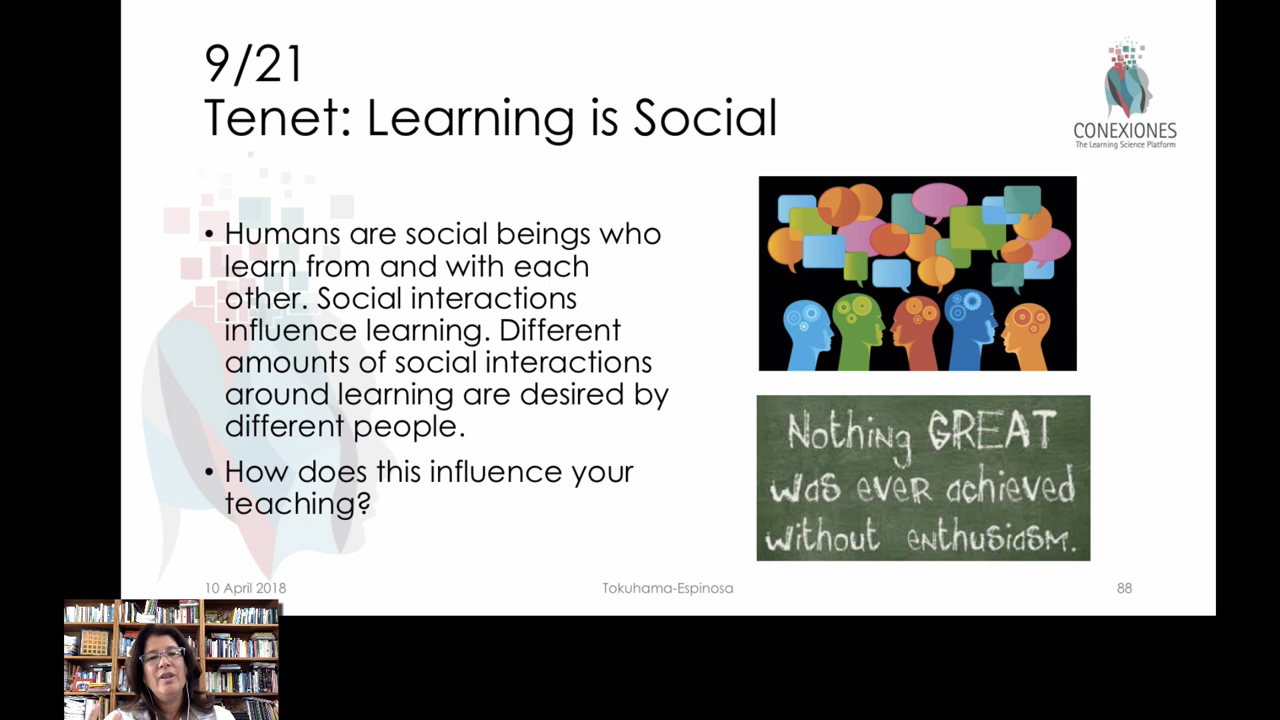 9/21
Tenet: Learning is Social
CONEXIONES
The Learning Science Platform
• Humans are social beings who
learn from and with each
other. Social interactions
influence learning. Different
amounts of social interactions
around learning are desired by
different people.
• How does this influence your
teaching?
Nothing GREAT
was ever achieved
without enthusiasm.
10 April 2018
Tokuhama-Espinosa
88